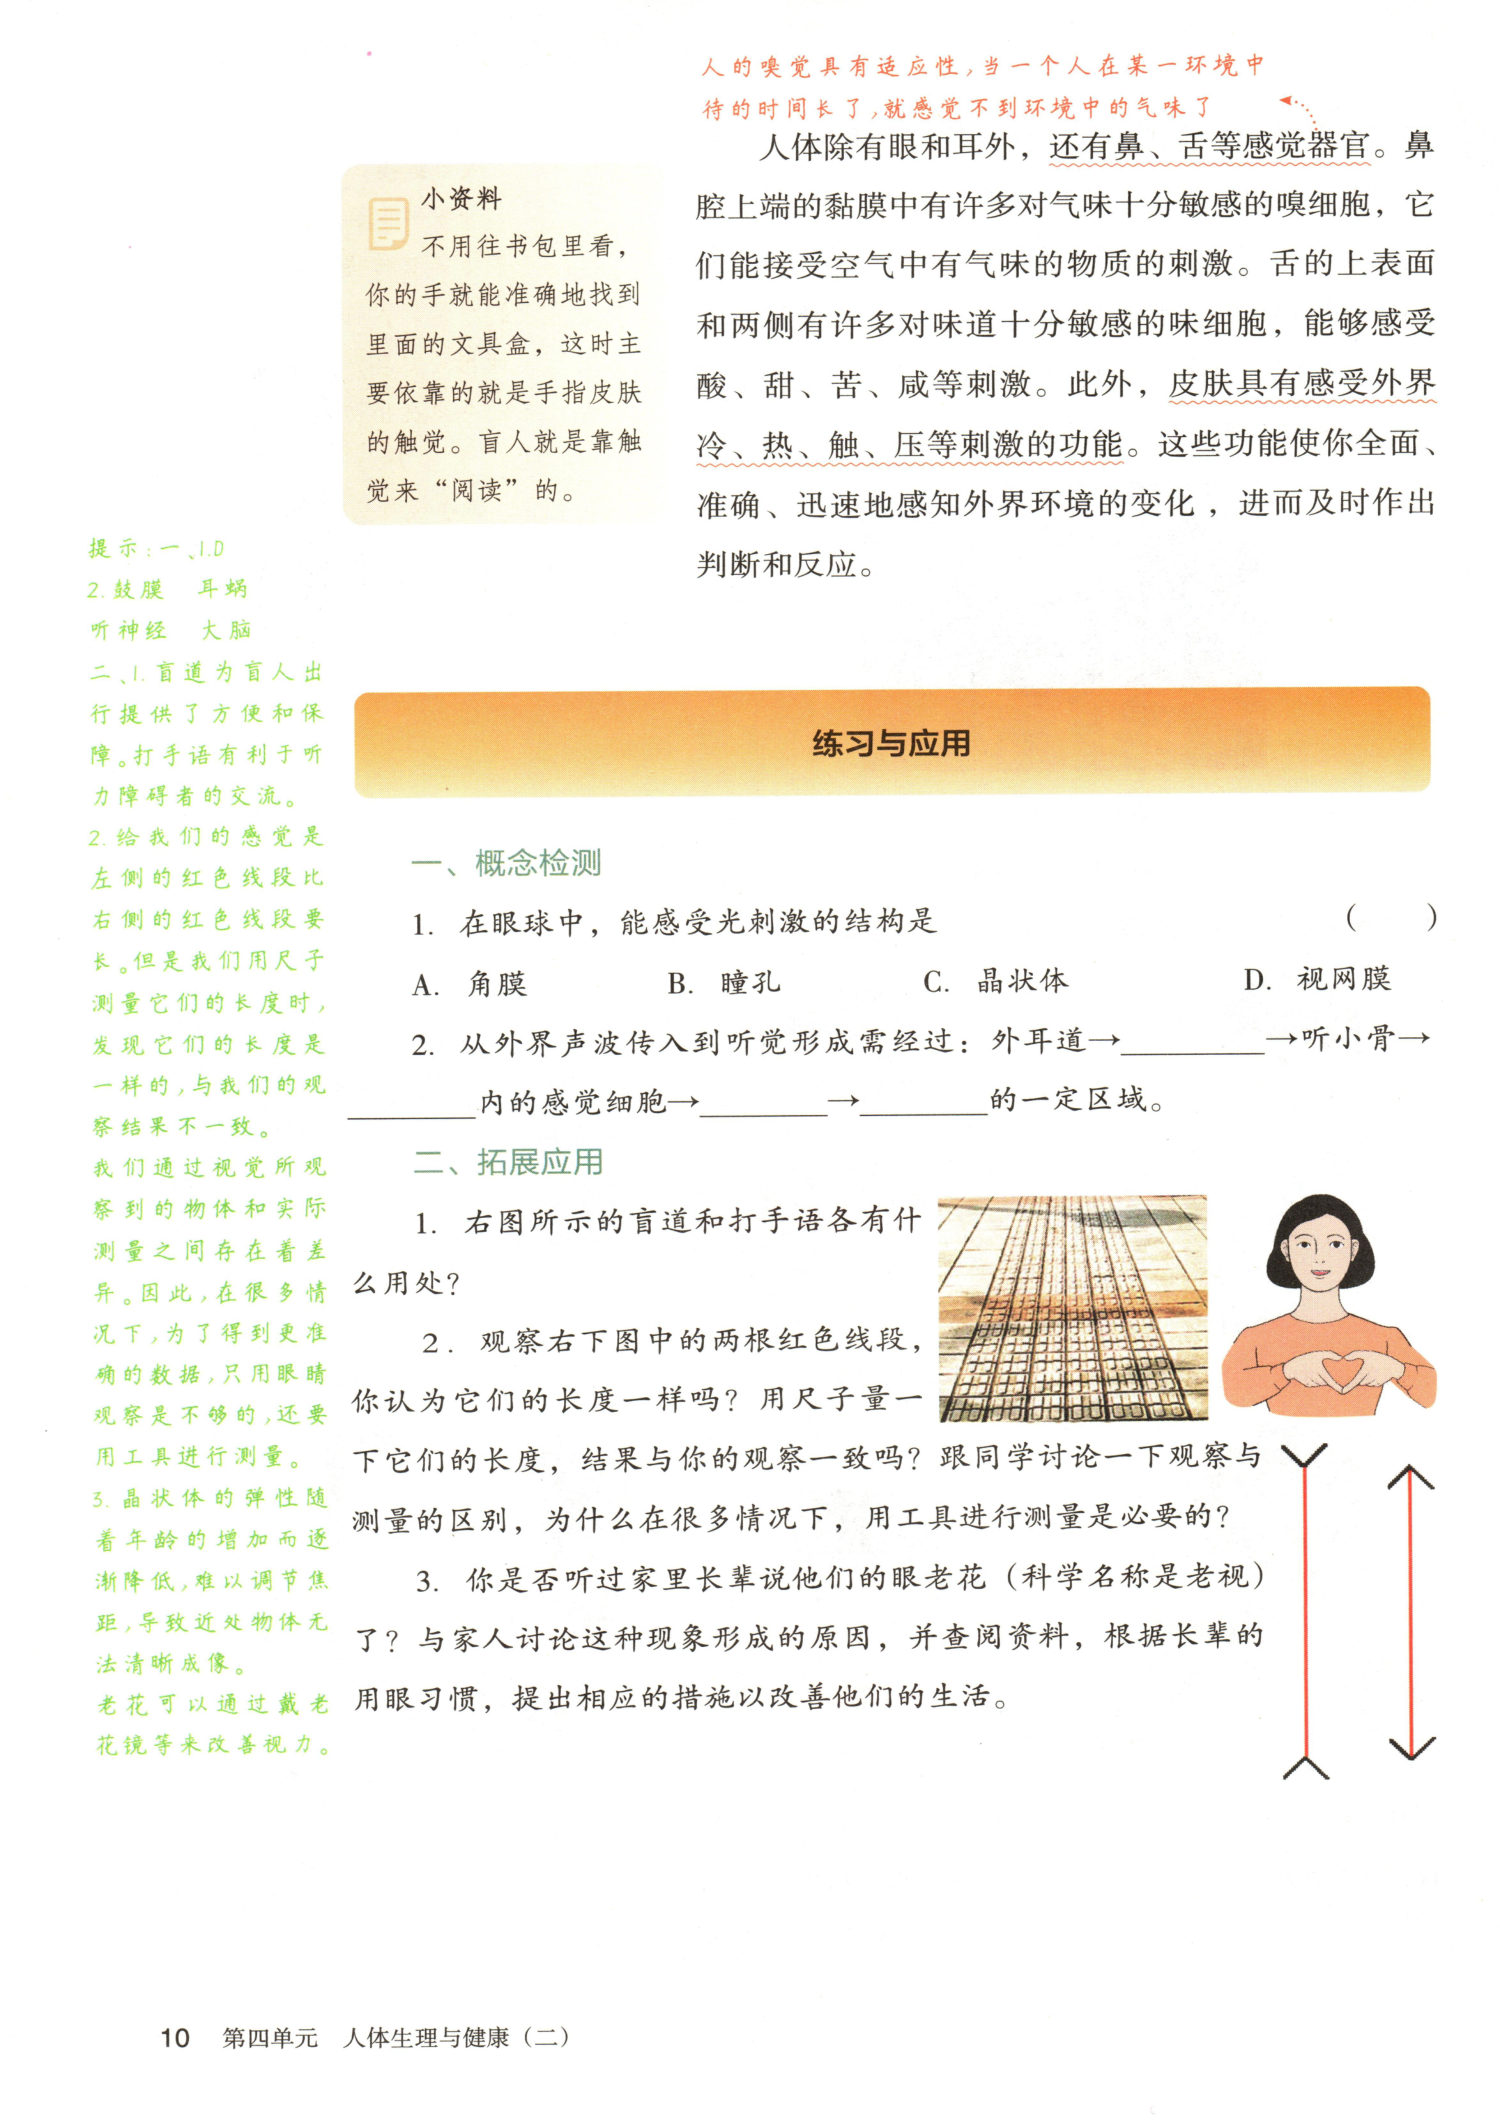 人的嗅觉具有适应性,当一个人在某一环境中
待的时间长了,就感觉不到环境中的气味了
人体除有眼和耳外，还有鼻、舌等感觉器官。鼻
腔上端的黏膜中有许多对气味十分敏感的嗅细胞，它
们能接受空气中有气味的物质的刺激。舌的上表面
和两侧有许多对味道十分敏感的味细胞，能够感受
酸、甜、苦、咸等刺激。此外，皮肤具有感受外界
冷、热、触、压等刺激的功能。这些功能使你全面、
准确、迅速地感知外界环境的变化，进而及时作出
判断和反应。
小资料
不用往书包里看，
你的手就能准确地找到
里面的文具盒，这时主
要依靠的就是手指皮肤
的触觉。盲人就是靠触
觉来“阅读”的。
提示:一、1.D
2.鼓膜 耳蜗
听神经 大脑
二、1.盲道为盲人出
行提供了方便和保
障。打手语有利于听
力障碍者的交流。
2.给我们的感觉是
左侧的红色线段比
右侧的红色线段要
长。但是我们用尺子
测量它们的长度时,
发现它们的长度是
一样的,与我们的观
察结果不一致。
我们通过视觉所观
察到的物体和实际
测量之间存在着差
异。因此,在很多情
况下,为了得到更准
确的数据,只用眼睛
观察是不够的,还要
用工具进行测量。
3.晶状体的弹性随
着年龄的增加而逐
渐降低,难以调节焦
距,导致近处物体无
法清晰成像。
老花可以通过戴老
花镜等来改善视力。
练习与应用
一、概念检测
1. 在眼球中，能感受光刺激的结构是 （ ）
A. 角膜 B. 瞳孔 C. 晶状体 D. 视网膜
2. 从外界声波传入到听觉形成需经过：外耳道→________→听小骨→
________内的感觉细胞→________→________的一定区域。
二、拓展应用
1. 右图所示的盲道和打手语各有什
么用处？
2. 观察右下图中的两根红色线段，
你认为它们的长度一样吗？用尺子量一
下它们的长度，结果与你的观察一致吗？跟同学讨论一下观察与
测量的区别，为什么在很多情况下，用工具进行测量是必要的？
3. 你是否听过家里长辈说他们的眼老花（科学名称是老视）
了？与家人讨论这种现象形成的原因，并查阅资料，根据长辈的
用眼习惯，提出相应的措施以改善他们的生活。
10 第四单元 人体生理与健康（二）